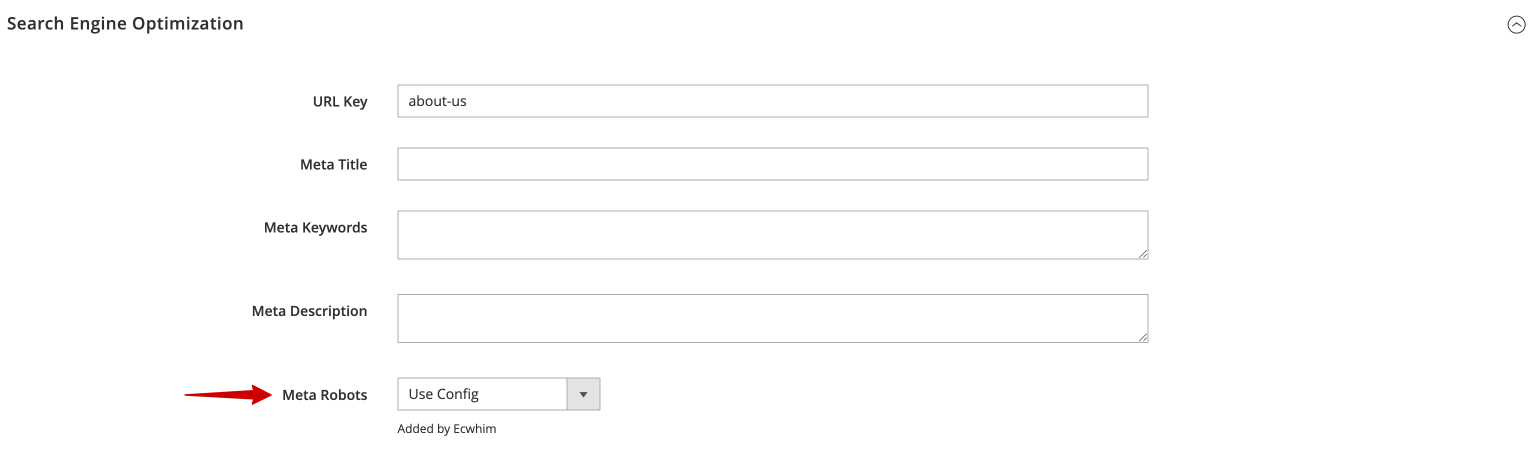 Search Engine Optimization
URL Key
about-us
Meta Title
Meta Keywords
Meta Description
Meta Robots
Use Config
Added by Ecwhim